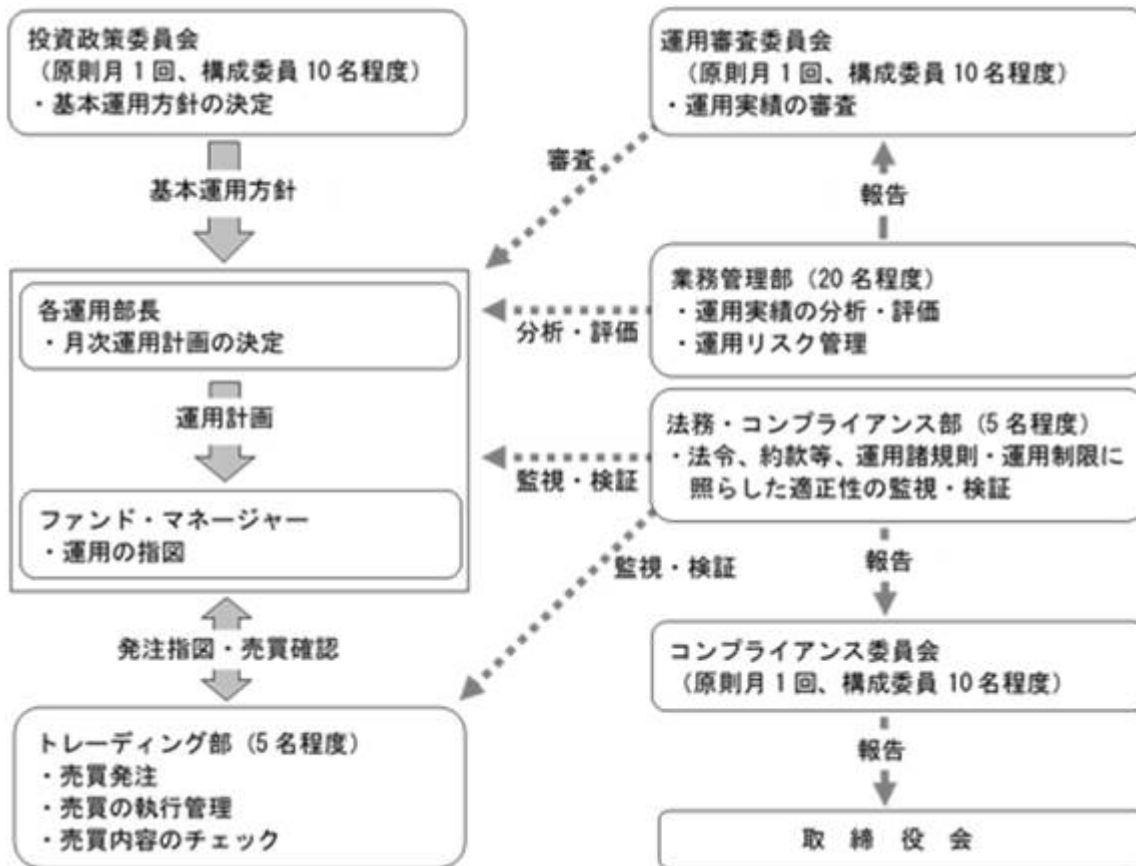 投資政策委員会
（原則月１回、構成委員 10 名程度）
・基本運用方針の決定
基本運用方針
各運用部長
・月次運用計画の決定
運用計画
ファンド・マネージャー
・運用の指図
発注指図・売買確認
トレーディング部（5 名程度）
・売買発注
・売買の執行管理
・売買内容のチェック
運用審査委員会
（原則月１回、構成委員 10 名程度）
・運用実績の審査
審査
報告
業務管理部（20 名程度）
・運用実績の分析・評価
・運用リスク管理
分析・評価
法務・コンプライアンス部（5 名程度）
・法令、約款等、運用諸規則・運用制限に
照らした適正性の監視・検証
監視・検証
監視・検証
報告
コンプライアンス委員会
（原則月１回、構成委員 10 名程度）
報告
取 締 役 会